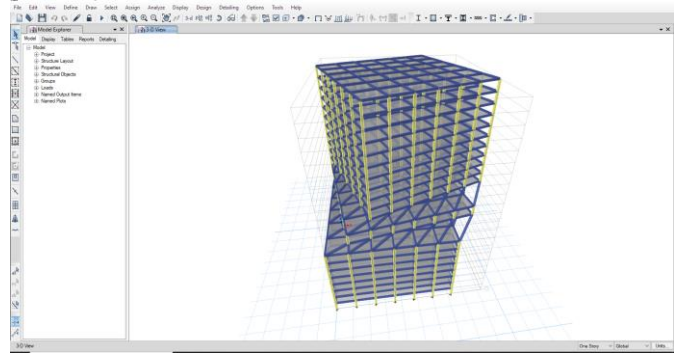 File Edit View Define Draw Select Assign Analyze Display Design Detailing Options Tools Help
Model Explorer
3-D View
Model Display Tables Reports Detailing
Model
Project
Structure Layout
Properties
Structural Objects
Groups
Loads
Named Output Items
Named Plots
3-D View
One Story
Global
Units...